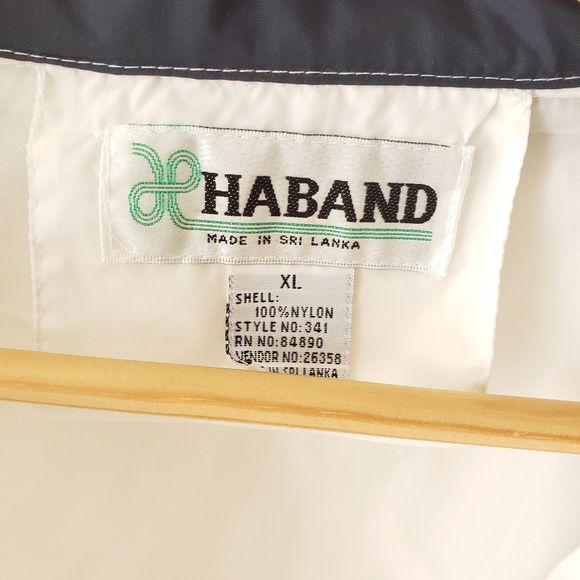 HABAND
MADE IN SRI LANKA
XL
SHELL:
100%NYLON
STYLE NO:341
RN NO:84890
VENDOR NO:26358
IN SRI LANKA